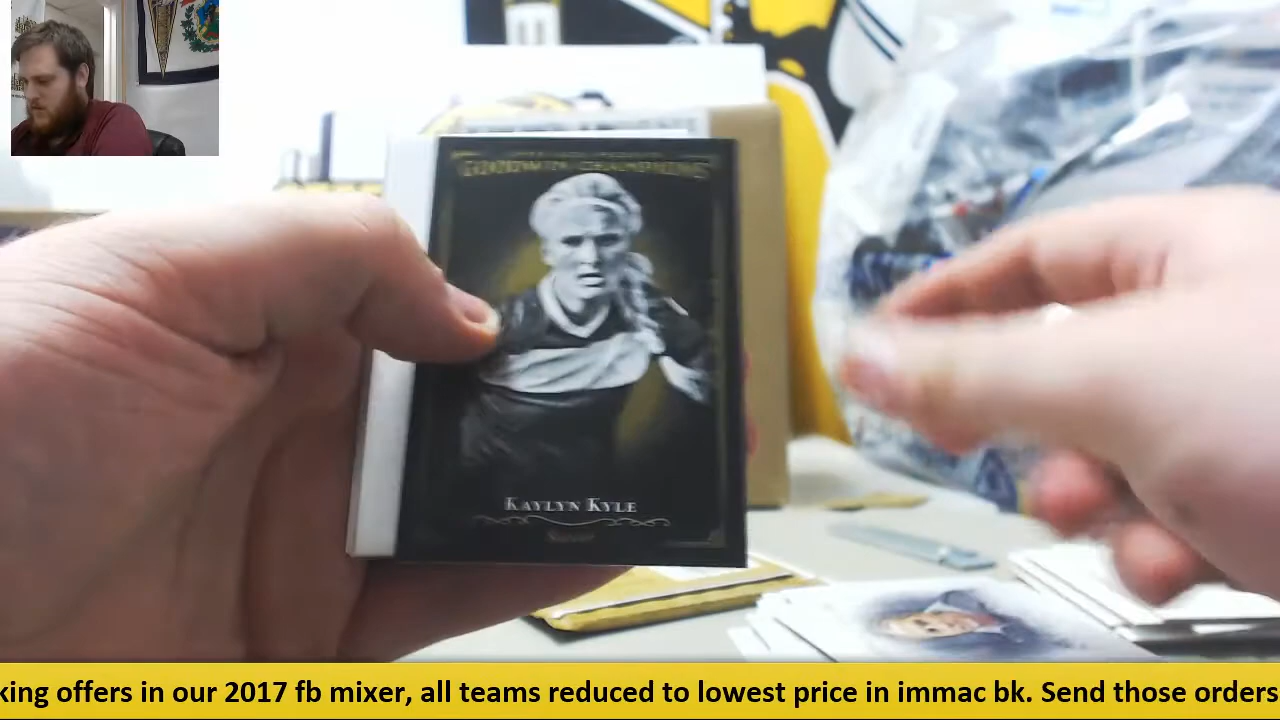 GOODWIN CHAMPIONS
KAYLYN KYLE
king offers in our 2017 fb mixer, all teams reduced to lowest price in immac bk. Send those orders